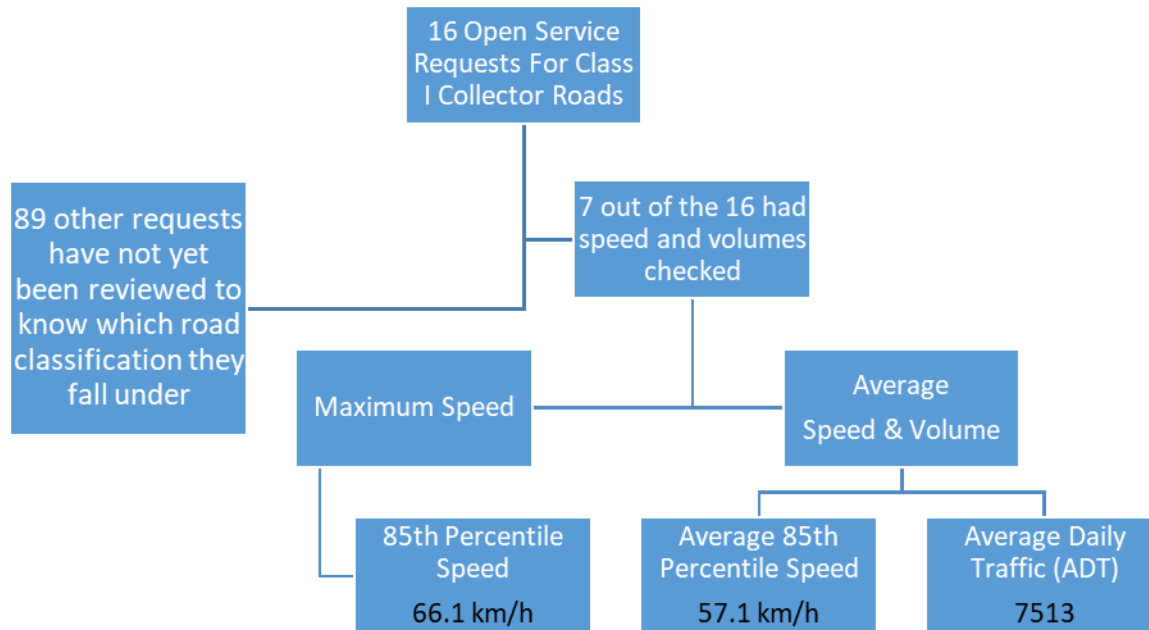 16 Open Service
Requests For Class
I Collector Roads
89 other requests
have not yet
been reviewed to
know which road
classification they
fall under
7 out of the 16 had
speed and volumes
checked
Maximum Speed
Average
Speed & Volume
85th Percentile
Speed
66.1 km/h
Average 85th
Percentile Speed
57.1 km/h
Average Daily
Traffic (ADT)
7513